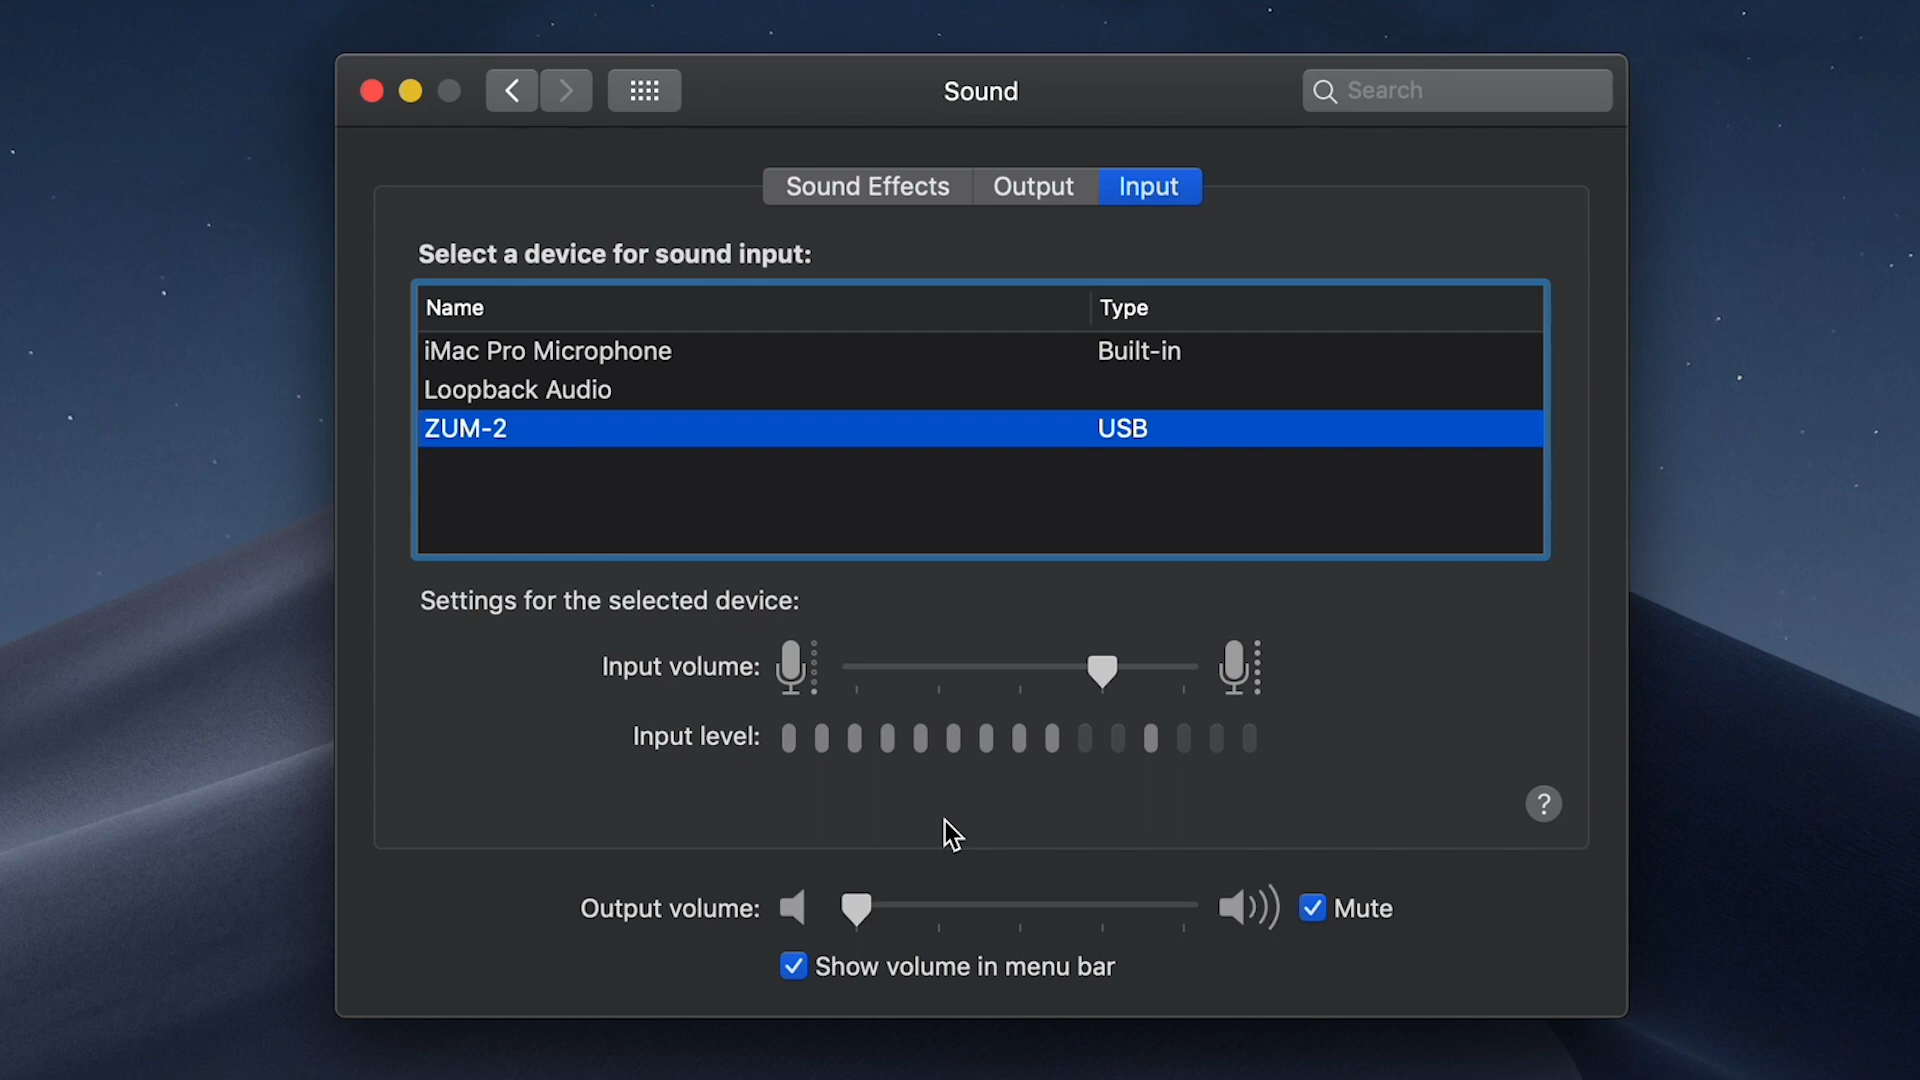 Sound
Search
Sound Effects Output Input
Select a device for sound input:
Name Type
iMac Pro Microphone Built-in
Loopback Audio
ZUM-2 USB
Settings for the selected device:
Input volume:
Input level:
?
Output volume: Mute
Show volume in menu bar